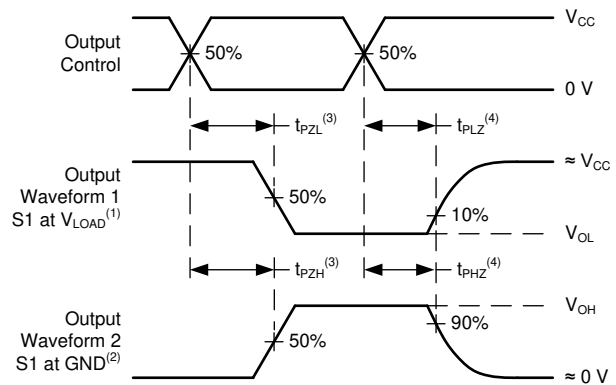 Output
Control
50%
50%
V_CC
0 V
t_PZL^(3)
t_PLZ^(4)
Output
Waveform 1
S1 at V_LOAD^(1)
50%
10%
≈ V_CC
V_OL
t_PZH^(3)
t_PHZ^(4)
Output
Waveform 2
S1 at GND^(2)
50%
90%
V_OH
≈ 0 V